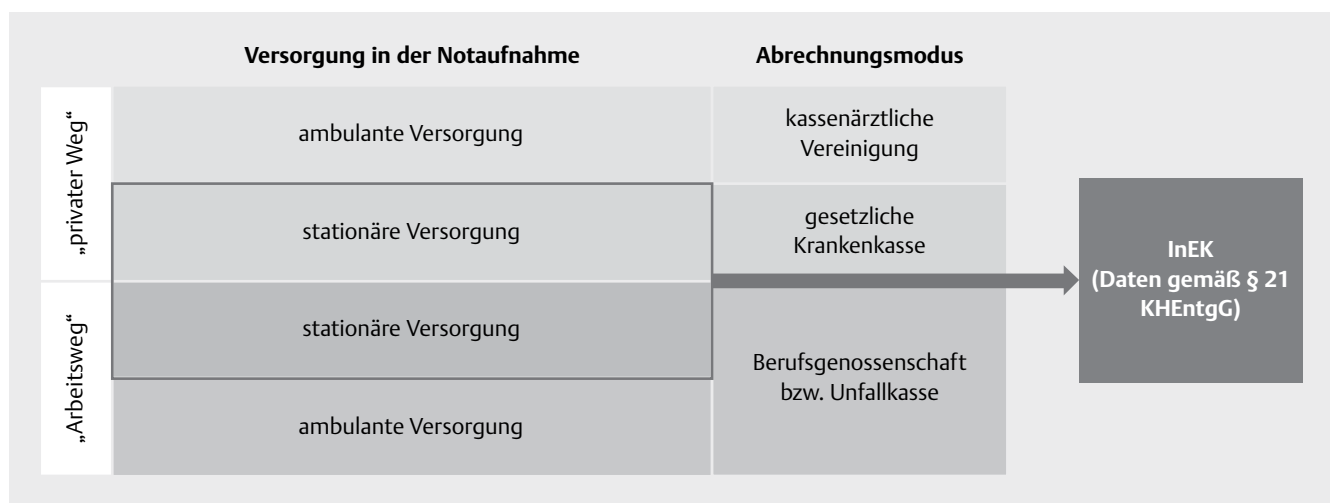 Versorgung in der Notaufnahme
Abrechnungsmodus
„privater Weg“
ambulante Versorgung
kassenärztliche
Vereinigung
stationäre Versorgung
gesetzliche
Krankenkasse
„Arbeitsweg“
stationäre Versorgung
Berufsgenossenschaft
bzw. Unfallkasse
ambulante Versorgung
InEK
(Daten gemäß § 21
KHEntgG)